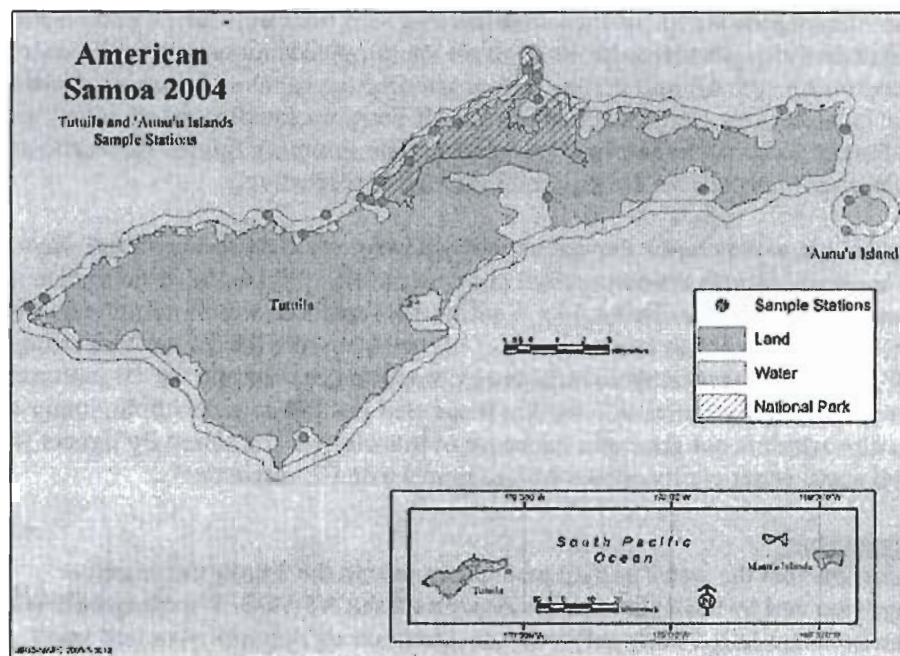 American
Samoa 2004
Tutuila and 'Aunu'u Islands
Sample Stations
'Aunu'u Island
Tutuila
Sample Stations
Land
Water
National Park
South Pacific
Ocean
Manu'a Islands
Tutuila
N